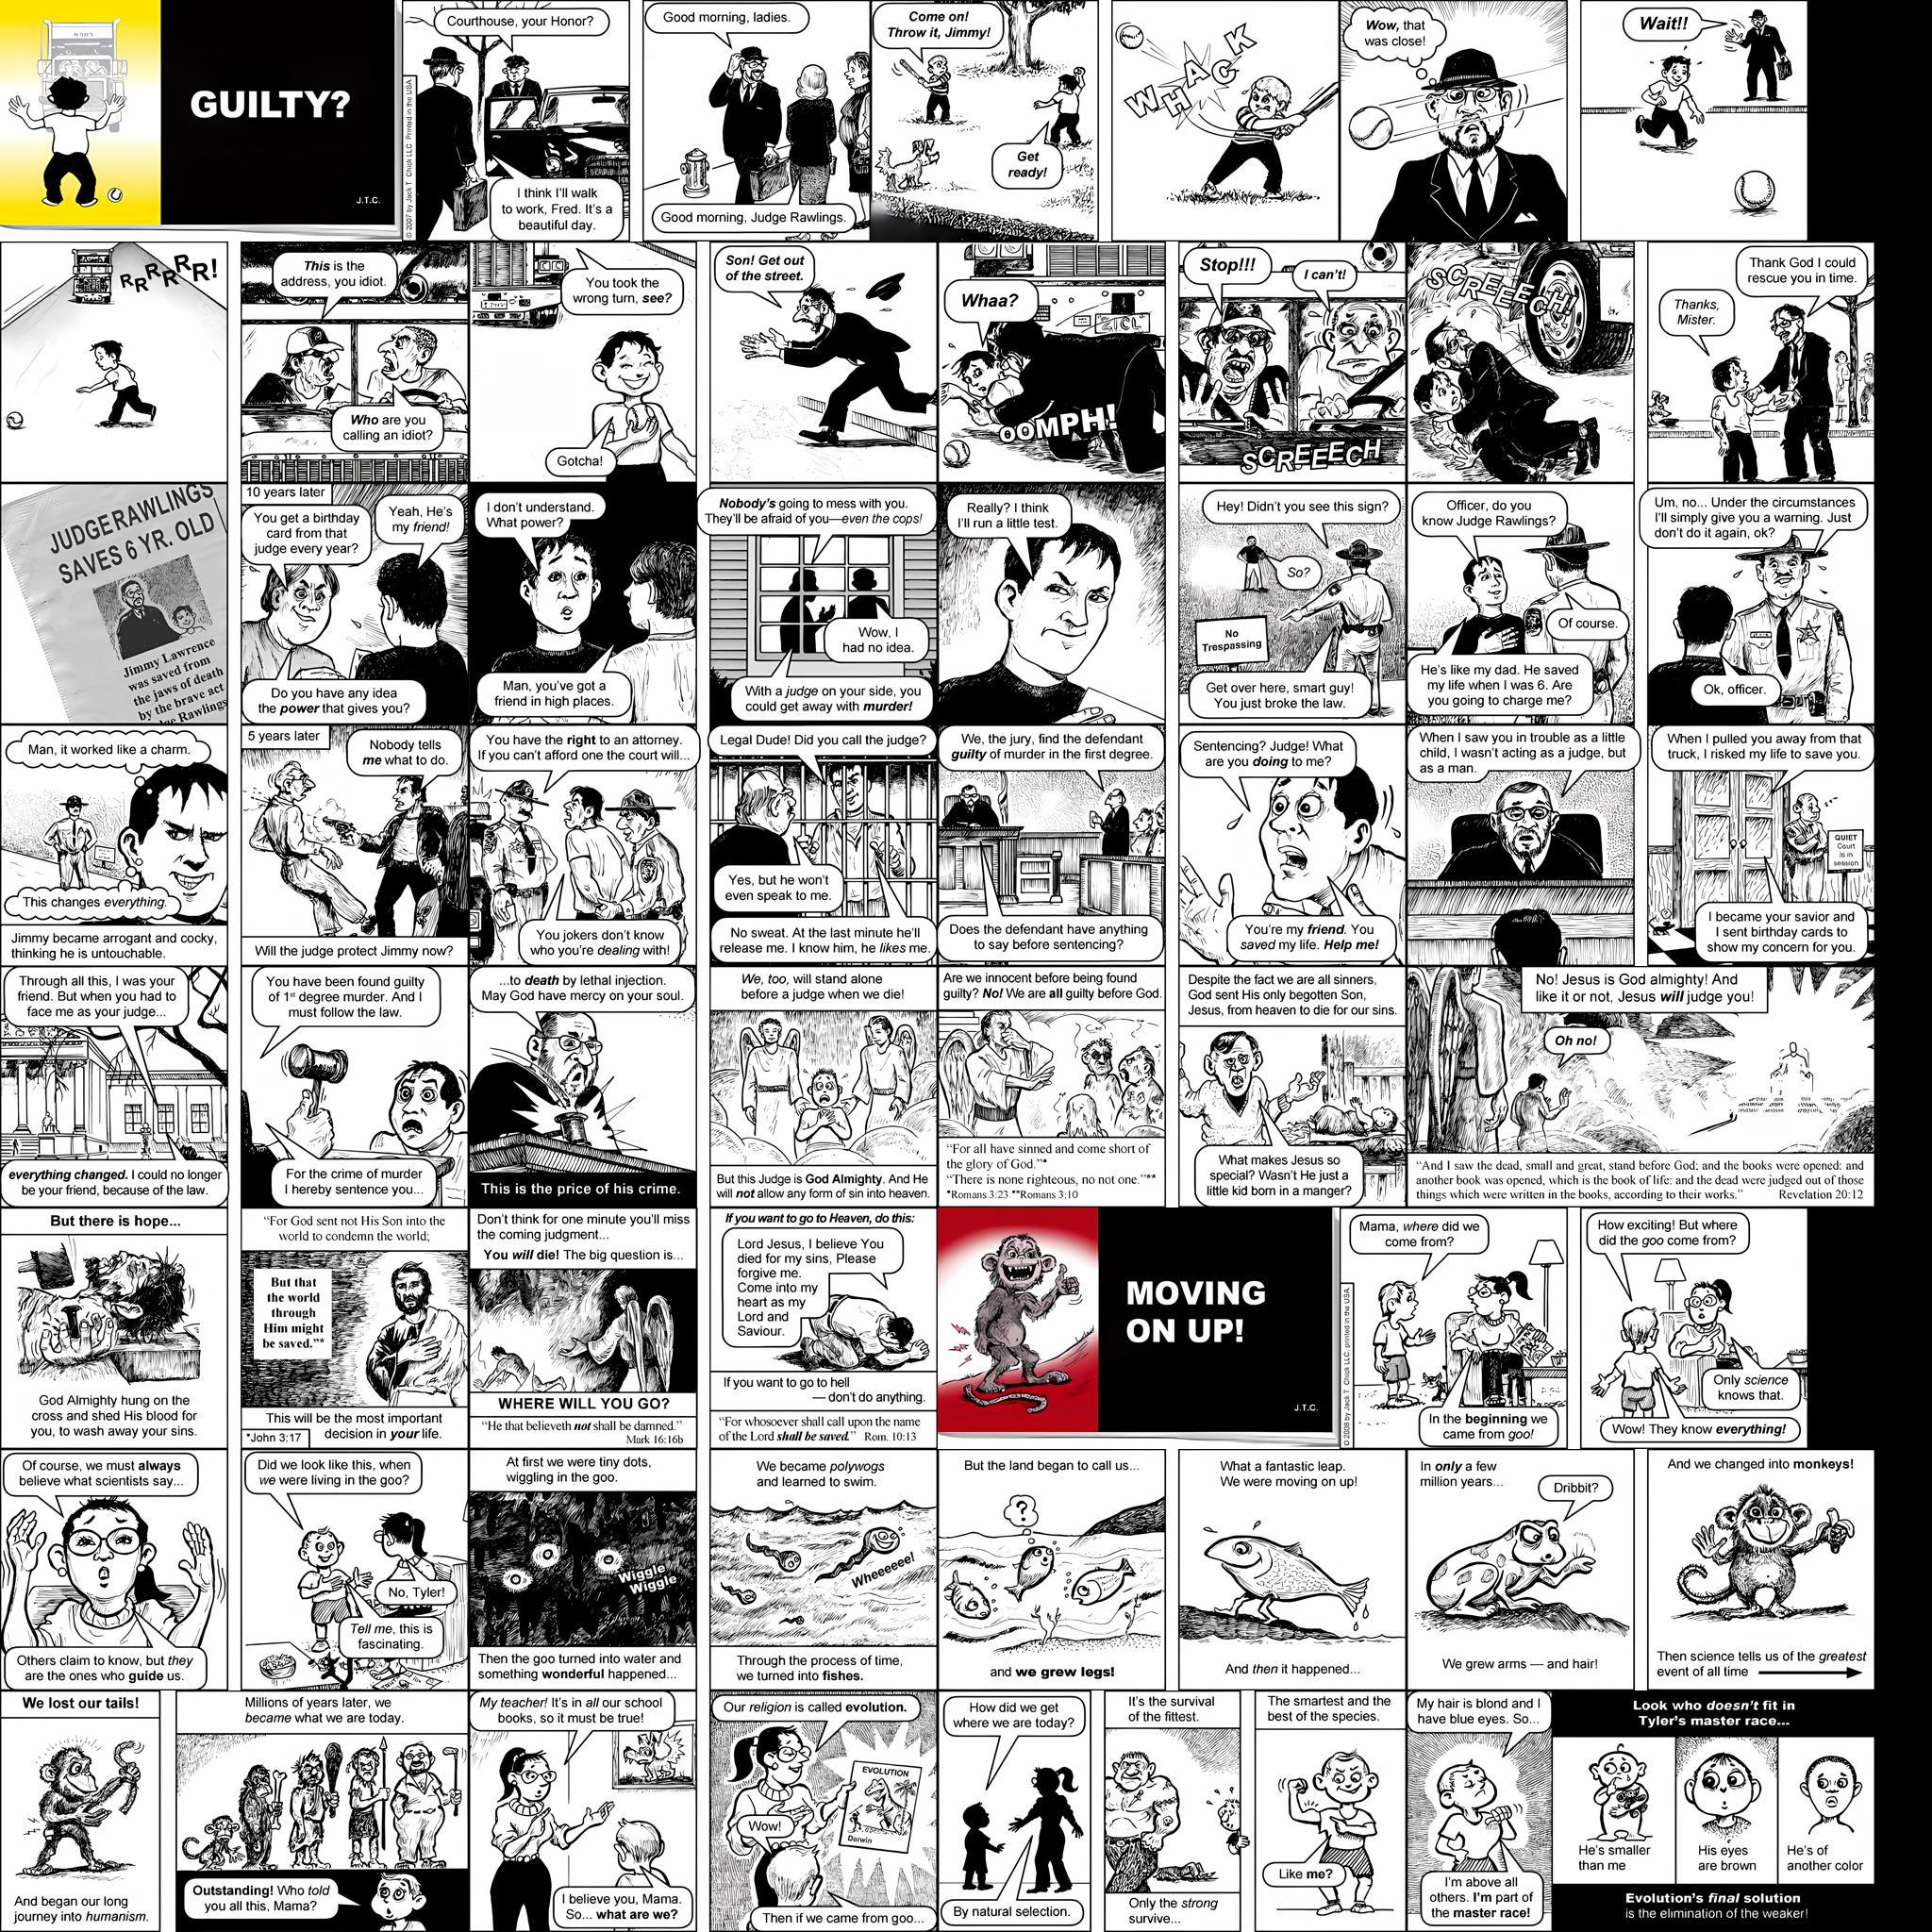 GUILTY?
J.T.C.
© 2007 by Jack T. Chick LLC Printed in the USA
Courthouse, your Honor?
I think I'll walk
to work, Fred. It's a
beautiful day.
Good morning, ladies.
Good morning, Judge Rawlings.
Come on!
Throw it, Jimmy!
Get
ready!
WHACK
Wow, that
was close!
Wait!!
RRRRRR!
This is the
address, you idiot.
Who are you
calling an idiot?
You took the
wrong turn, see?
Gotcha!
Son! Get out
of the street.
Whaa?
OOMPH!
Stop!!!
I can't!
SCREEECH
SCREEEECH!
Thank God I could
rescue you in time.
Thanks,
Mister.
JUDGE RAWLINGS
SAVES 6 YR. OLD
Jimmy Lawrence
was saved from
the jaws of death
by the brave act
Rawlings
10 years later
You get a birthday
card from that
judge every year?
Yeah, He's
my friend!
Do you have any idea
the power that gives you?
I don't understand.
What power?
Man, you've got a
friend in high places.
Nobody's going to mess with you.
They'll be afraid of you—even the cops!
Wow, I
had no idea.
With a judge on your side, you
could get away with murder!
Really? I think
I'll run a little test.
Hey! Didn't you see this sign?
So?
No
Trespassing
Get over here, smart guy!
You just broke the law.
Officer, do you
know Judge Rawlings?
Of course.
He's like my dad. He saved
my life when I was 6. Are
you going to charge me?
Um, no... Under the circumstances
I'll simply give you a warning. Just
don't do it again, ok?
Ok, officer.
Man, it worked like a charm.
This changes everything.
Jimmy became arrogant and cocky,
thinking he is untouchable.
5 years later
Nobody tells
me what to do.
Will the judge protect Jimmy now?
You have the right to an attorney.
If you can't afford one the court will...
You jokers don't know
who you're dealing with!
Legal Dude! Did you call the judge?
Yes, but he won't
even speak to me.
No sweat. At the last minute he'll
release me. I know him, he likes me.
We, the jury, find the defendant
guilty of murder in the first degree.
Does the defendant have anything
to say before sentencing?
Sentencing? Judge! What
are you doing to me?
You're my friend. You
saved my life. Help me!
When I saw you in trouble as a little
child, I wasn't acting as a judge, but
as a man.
When I pulled you away from that
truck, I risked my life to save you.
QUIET
Court
is in
session
I became your savior and
I sent birthday cards to
show my concern for you.
Through all this, I was your
friend. But when you had to
face me as your judge...
everything changed. I could no longer
be your friend, because of the law.
You have been found guilty
of 1st degree murder. And I
must follow the law.
For the crime of murder
I hereby sentence you...
...to death by lethal injection.
May God have mercy on your soul.
This is the price of his crime.
We, too, will stand alone
before a judge when we die!
But this Judge is God Almighty. And He
will not allow any form of sin into heaven.
Are we innocent before being found
guilty? No! We are all guilty before God.
"For all have sinned and come short of
the glory of God."*
"There is none righteous, no not one."**
*Romans 3:23 **Romans 3:10
Despite the fact we are all sinners,
God sent His only begotten Son,
Jesus, from heaven to die for our sins.
What makes Jesus so
special? Wasn't He just a
little kid born in a manger?
No! Jesus is God almighty! And
like it or not, Jesus will judge you!
Oh no!
"And I saw the dead, small and great, stand before God; and the books were opened: and
another book was opened, which is the book of life: and the dead were judged out of those
things which were written in the books, according to their works." Revelation 20:12
But there is hope...
God Almighty hung on the
cross and shed His blood for
you, to wash away your sins.
"For God sent not His Son into the
world to condemn the world;
But that
the world
through
Him might
be saved."*
This will be the most important
*John 3:17 decision in your life.
Don't think for one minute you'll miss
the coming judgment...
You will die! The big question is...
WHERE WILL YOU GO?
"He that believeth not shall be damned."
Mark 16:16b
If you want to go to Heaven, do this:
Lord Jesus, I believe You
died for my sins, Please
forgive me.
Come into my
heart as my
Lord and
Saviour.
If you want to go to hell
— don't do anything.
"For whosoever shall call upon the name
of the Lord shall be saved." Rom. 10:13
MOVING
ON UP!
J.T.C.
© 2008 by Jack T. Chick LLC. printed in the USA
Mama, where did we
come from?
In the beginning we
came from goo!
How exciting! But where
did the goo come from?
Only science
knows that.
Wow! They know everything!
Of course, we must always
believe what scientists say...
Others claim to know, but they
are the ones who guide us.
Did we look like this, when
we were living in the goo?
No, Tyler!
Tell me, this is
fascinating.
At first we were tiny dots,
wiggling in the goo.
Wiggle
Wiggle
Then the goo turned into water and
something wonderful happened...
We became polywogs
and learned to swim.
Wheeeeee!
Through the process of time,
we turned into fishes.
But the land began to call us...
?
and we grew legs!
What a fantastic leap.
We were moving on up!
And then it happened...
In only a few
million years...
Dribbit?
We grew arms — and hair!
And we changed into monkeys!
Then science tells us of the greatest
event of all time
We lost our tails!
And began our long
journey into humanism.
Millions of years later, we
became what we are today.
Outstanding! Who told
you all this, Mama?
My teacher! It's in all our school
books, so it must be true!
I believe you, Mama.
So... what are we?
Our religion is called evolution.
EVOLUTION
Darwin
Wow!
Then if we came from goo...
How did we get
where we are today?
By natural selection.
It's the survival
of the fittest.
Only the strong
survive...
The smartest and the
best of the species.
Like me?
My hair is blond and I
have blue eyes. So...
I'm above all
others. I'm part of
the master race!
Look who doesn't fit in
Tyler's master race...
He's smaller
than me
His eyes
are brown
He's of
another color
Evolution's final solution
is the elimination of the weaker!